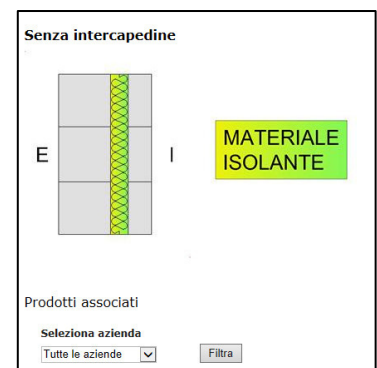 Senza intercapedine
E
I
MATERIALE
ISOLANTE
Prodotti associati
Seleziona azienda
Tutte le aziende
Filtra